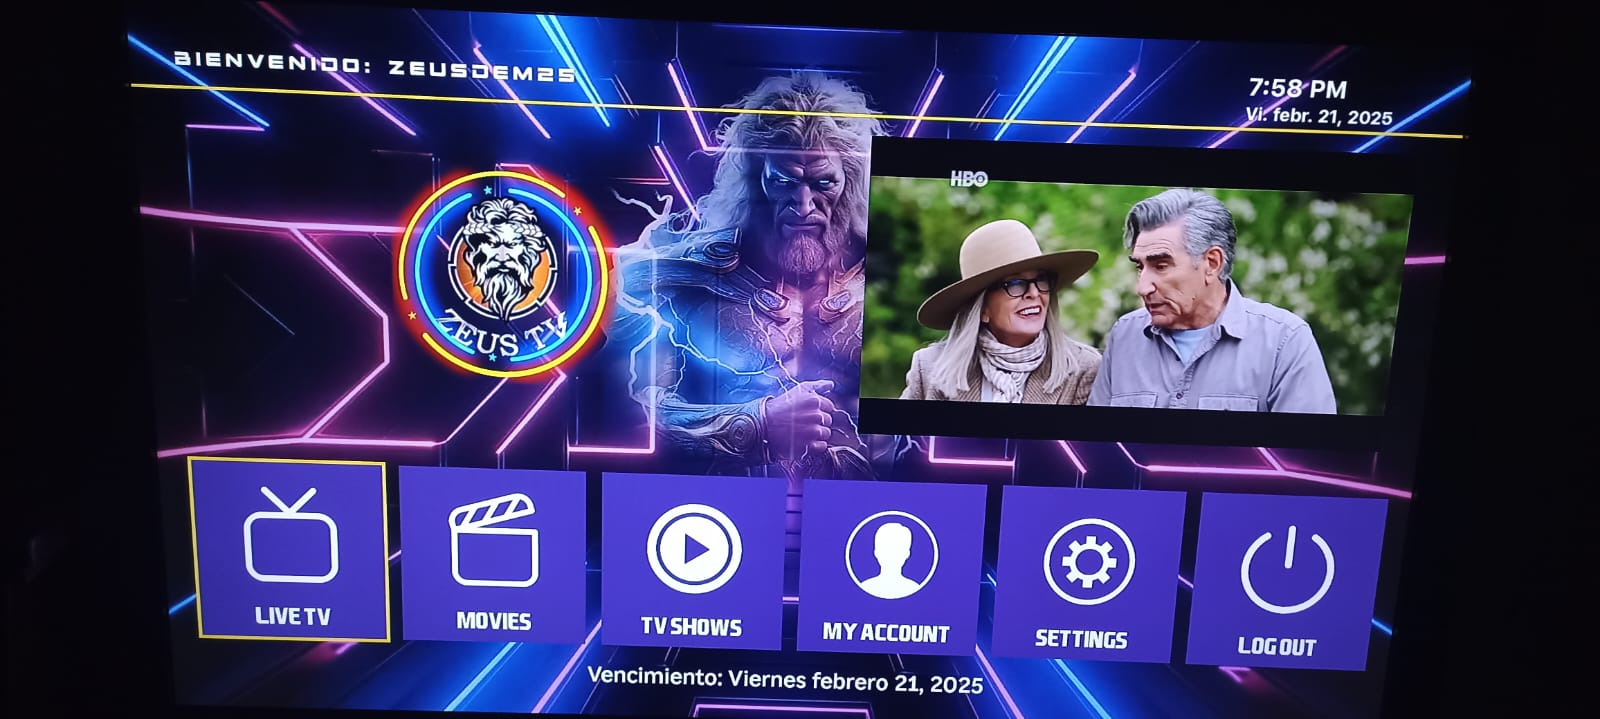 BIENVENIDO: ZEUSDEM25
7:58 PM
Vi. febr. 21, 2025
HBO
ZEUS TV
LIVE TV
MOVIES
TV SHOWS
MY ACCOUNT
SETTINGS
LOG OUT
Vencimiento: Viernes febrero 21, 2025